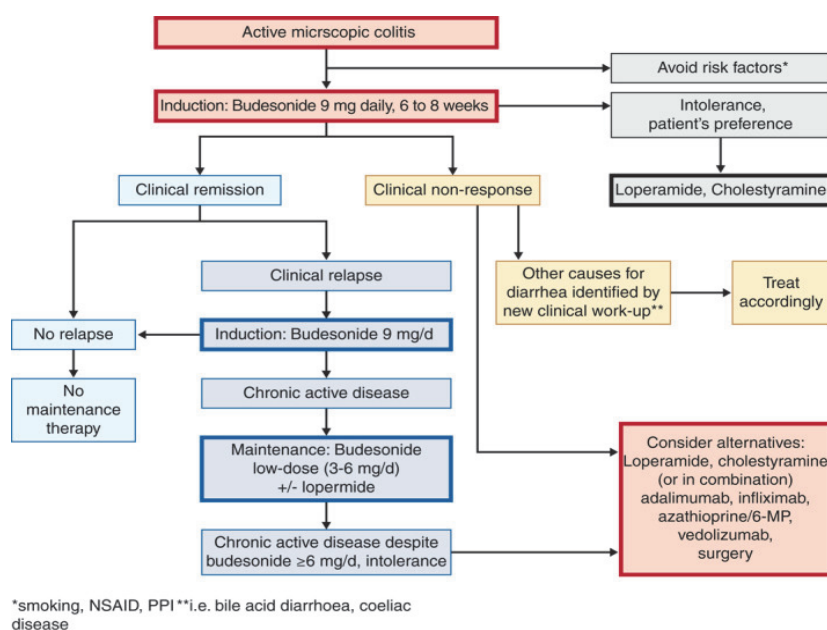 Active micrscopic colitis
Avoid risk factors*
Induction: Budesonide 9 mg daily, 6 to 8 weeks
Intolerance,
patient's preference
Clinical remission
Clinical non-response
Loperamide, Cholestyramine
Clinical relapse
Other causes for
diarrhea identified by
new clinical work-up**
Treat
accordingly
No relapse
Induction: Budesonide 9 mg/d
No
maintenance
therapy
Chronic active disease
Maintenance: Budesonide
low-dose (3-6 mg/d)
+/- lopermide
Consider alternatives:
Loperamide, cholestyramine
(or in combination)
adalimumab, infliximab,
azathioprine/6-MP,
vedolizumab,
surgery
Chronic active disease despite
budesonide ≥6 mg/d, intolerance
*smoking, NSAID, PPI **i.e. bile acid diarrhoea, coeliac
disease